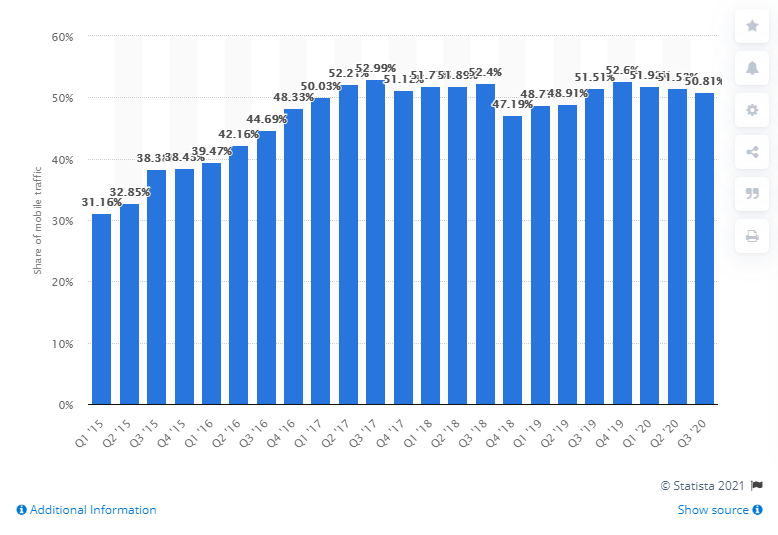 60%
50%
40%
30%
20%
10%
0%
Share of mobile traffic
31.16%
32.85%
39.47%
42.16%
44.69%
48.33%
50.03%
52.99%
52.4%
47.19%
48.91%
51.51%
50.81%
Q1 '15
Q2 '15
Q3 '15
Q4 '15
Q1 '16
Q2 '16
Q3 '16
Q4 '16
Q1 '17
Q2 '17
Q3 '17
Q4 '17
Q1 '18
Q2 '18
Q3 '18
Q4 '18
Q1 '19
Q2 '19
Q3 '19
Q4 '19
Q1 '20
Q2 '20
Q3 '20
© Statista 2021
Additional Information
Show source